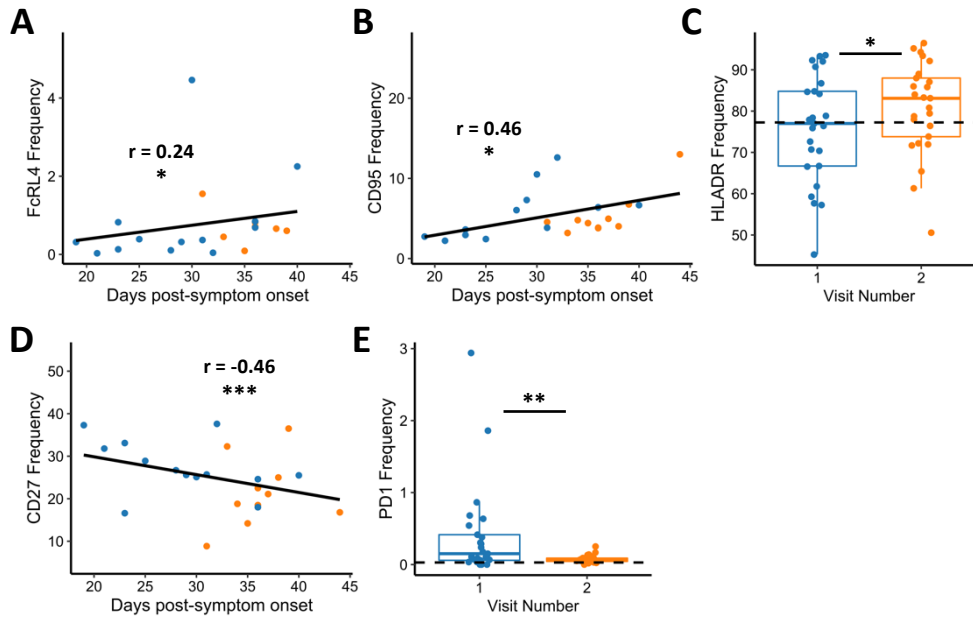 A
FcRL4 Frequency
4
2
0
r = 0.24
*
20 25 30 35 40 45
Days post-symptom onset
B
CD95 Frequency
20
10
0
r = 0.46
*
20 25 30 35 40 45
Days post-symptom onset
C
HLADR Frequency
90
80
70
60
50
*
1 2
Visit Number
D
CD27 Frequency
50
40
30
20
10
r = -0.46
***
20 25 30 35 40 45
Days post-symptom onset
E
PD1 Frequency
3
2
1
0
**
1 2
Visit Number